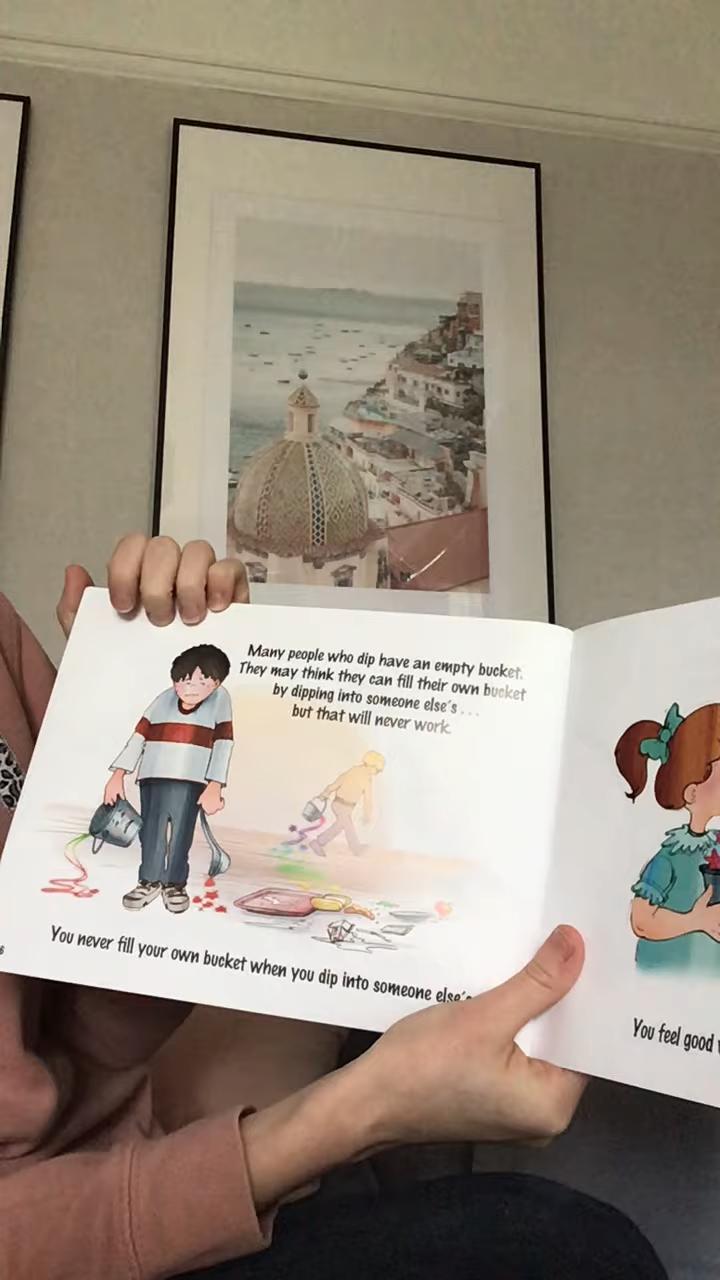 Many people who dip have an empty bucket.
They may think they can fill their own bucket
by dipping into someone else's . . .
but that will never work.
You never fill your own bucket when you dip into someone else's
6
You feel good